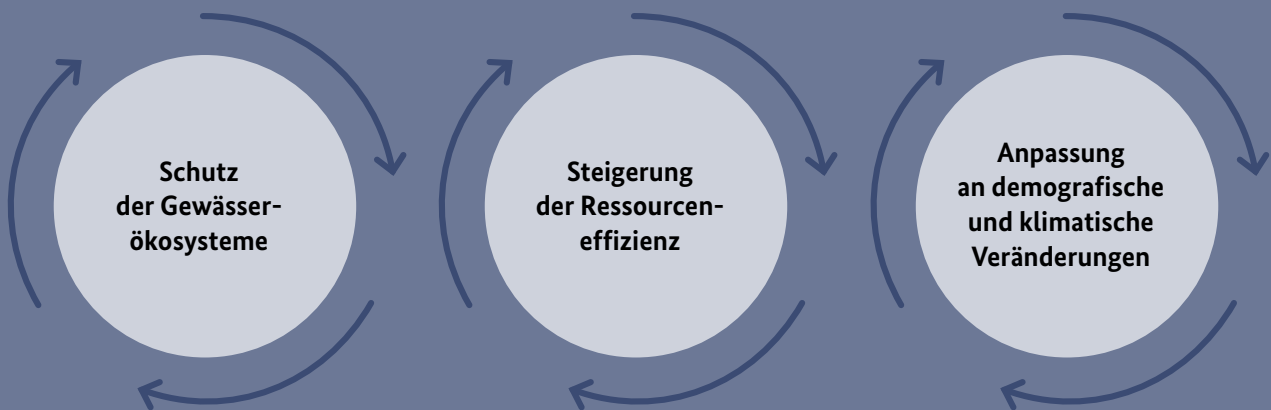 Schutz
der Gewässer-
ökosysteme
Steigerung
der Ressourcen-
effizienz
Anpassung
an demografische
und klimatische
Veränderungen